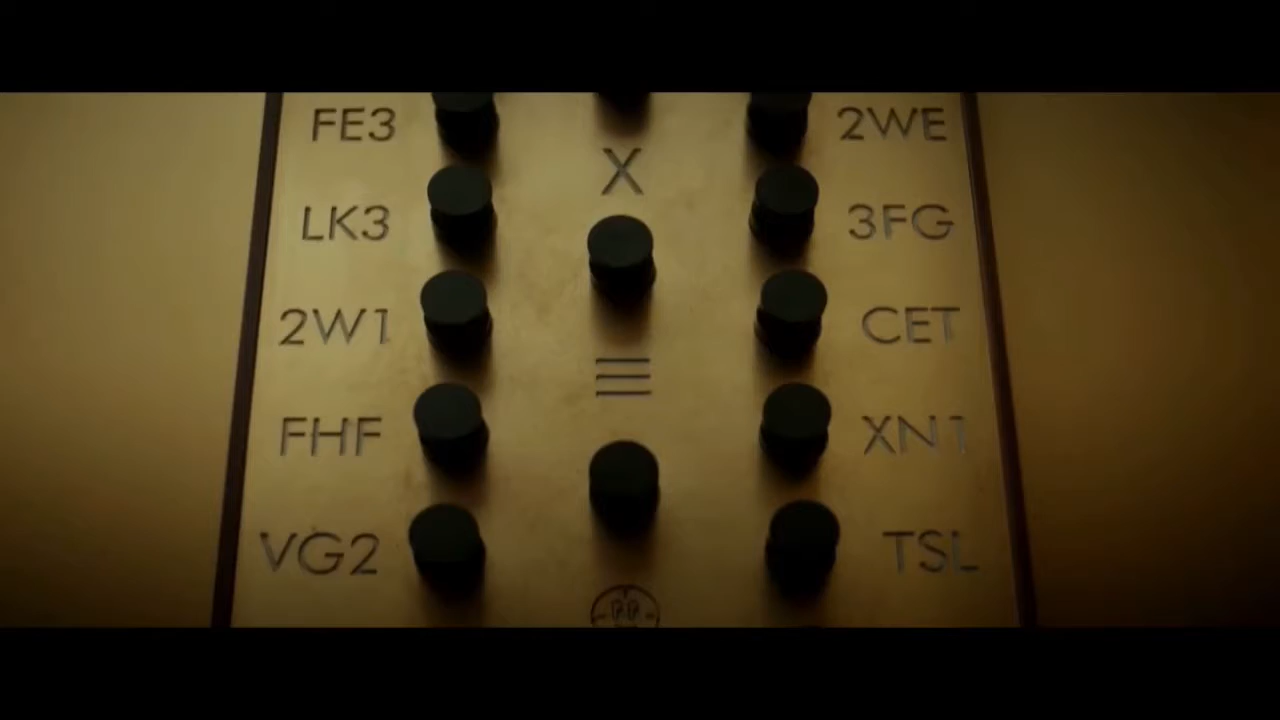 FE3 2WE
X
LK3 3FG
2W1 CET
FHF XN1
VG2 TSL